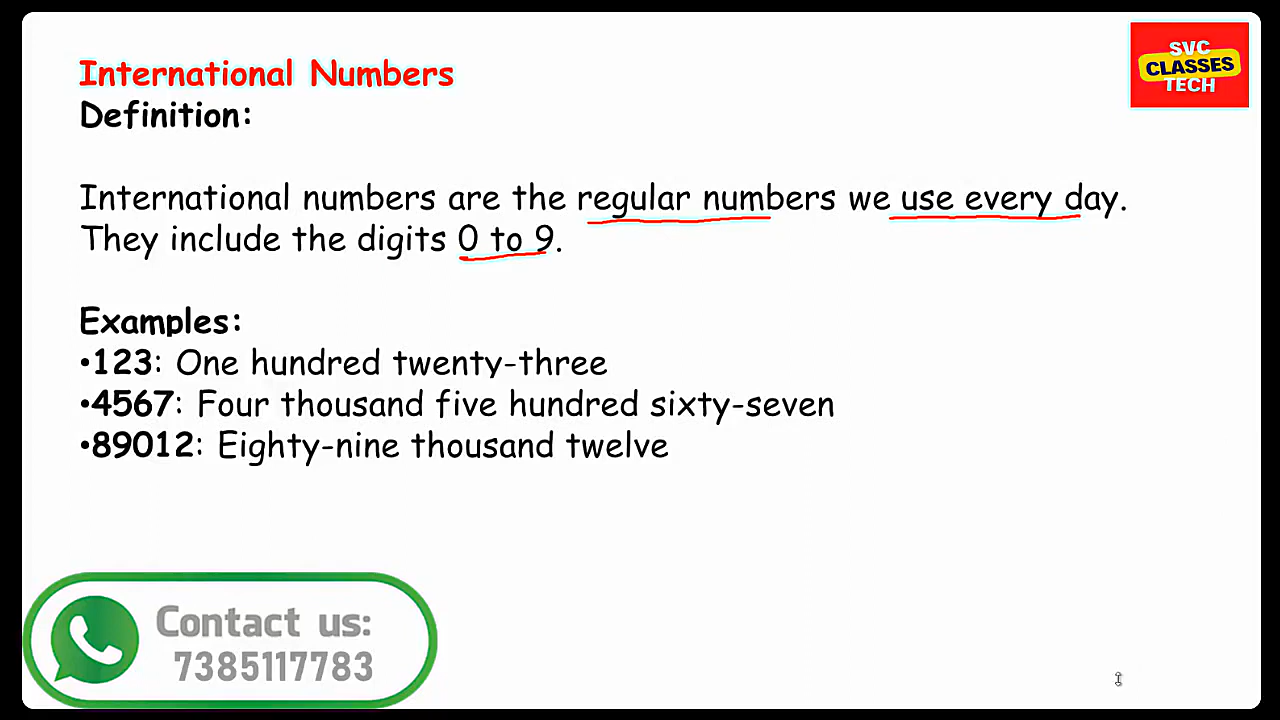 SVC
CLASSES
TECH
International Numbers
Definition:
International numbers are the regular numbers we use every day.
They include the digits 0 to 9.
Examples:
•123: One hundred twenty-three
•4567: Four thousand five hundred sixty-seven
•89012: Eighty-nine thousand twelve
Contact us:
7385117783